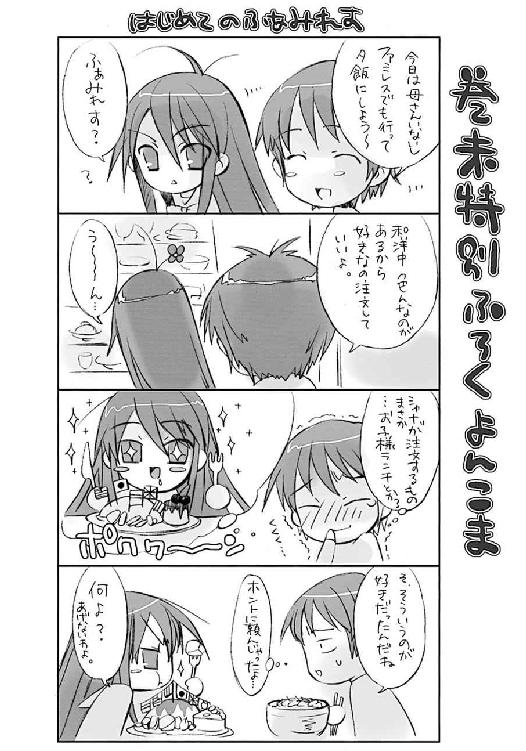 巻末特別ふろくよんこま
はじめてのふぁみれす
今日は母さんいないし
ファミレスでも行って
夕飯にしよう〜
ふぁみれす？
?
和洋中 色んなのが
あるから
好きなの注文して
いいよ。
う〜〜〜ん…
シャナが注文するもの
まさか
…お子様ランチとか？
ポワワ〜〜ン
そ、そういうのが
好きだったんだね
ホントに頼んじゃったよ…
何よ？
あげないわよ。